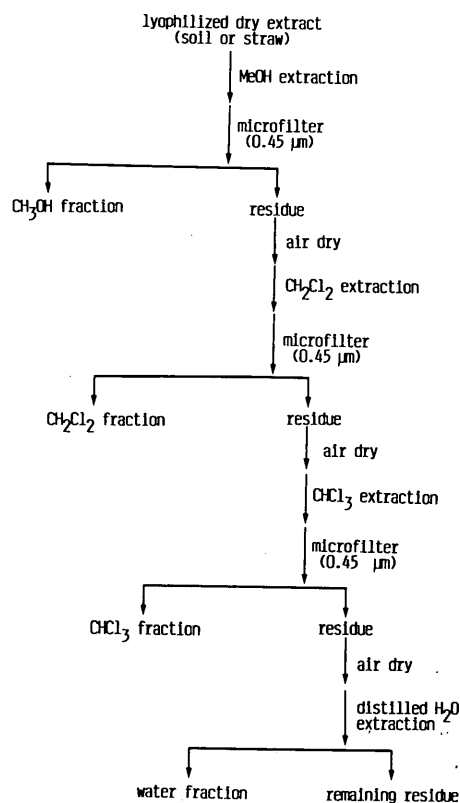 lyophilized dry extract
(soil or straw)
MeOH extraction
microfilter
(0.45 µm)
CH3OH fraction
residue
air dry
CH2Cl2 extraction
microfilter
(0.45 µm)
CH2Cl2 fraction
residue
air dry
CHCl3 extraction
microfilter
(0.45 µm)
CHCl3 fraction
residue
air dry
distilled H2O
extraction
water fraction
remaining residue